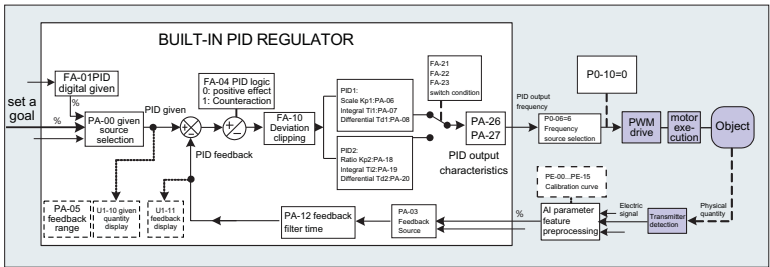 BUILT-IN PID REGULATOR
FA-01PID
digital given
%
set a
goal
%
PA-00 given
source
selection
PID given
FA-04 PID logic
0: positive effect
1: Counteraction
FA-10
Deviation
clipping
PID1:
Scale Kp1:PA-06
Integral Ti1:PA-07
Differential Td1:PA-08
PID2:
Ratio Kp2:PA-18
Integral TI2:PA-19
Differential Td2:PA-20
FA-21
FA-22
FA-23
switch condition
PA-26
PA-27
PID output
characteristics
PID output
frequency
P0-10=0
P0-06=6
Frequency
source selection
PWM
drive
motor
exe-
cution
Object
PID feedback
PA-05
feedback
range
U1-10 given
quantity
display
U1-11
feedback
display
PA-12 feedback
filter time
PA-03
Feedback
Source
%
PE-00...PE-15
Calibration curve
AI parameter
feature
preprocessing
Electric
signal
Transmitter
detection
Physical
quantity